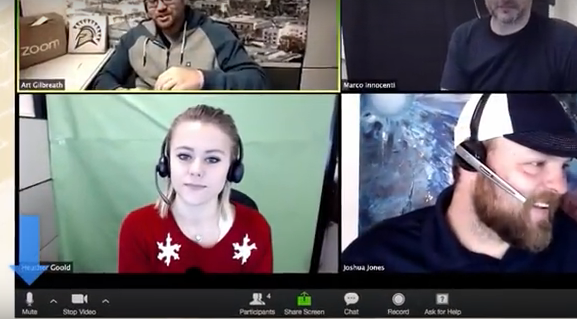 zoom
Art Gilbreath
Marco Innocenti
Heather Goold
Joshua Jones
Mute
Stop Video
Participants
4
Share Screen
Chat
Record
Ask for Help